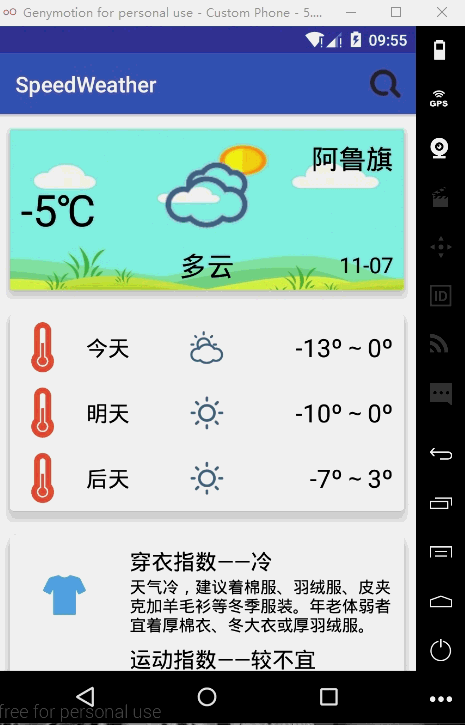 Genymotion for personal use - Custom Phone - 5....
09:55
SpeedWeather
阿鲁旗
-5℃
多云
11-07
今天
-13º ~ 0º
明天
-10º ~ 0º
后天
-7º ~ 3º
穿衣指数——冷
天气冷，建议着棉服、羽绒服、皮夹
克加羊毛衫等冬季服装。年老体弱者
宜着厚棉衣、冬大衣或厚羽绒服。
运动指数——较不宜
free for personal use
GPS
ID